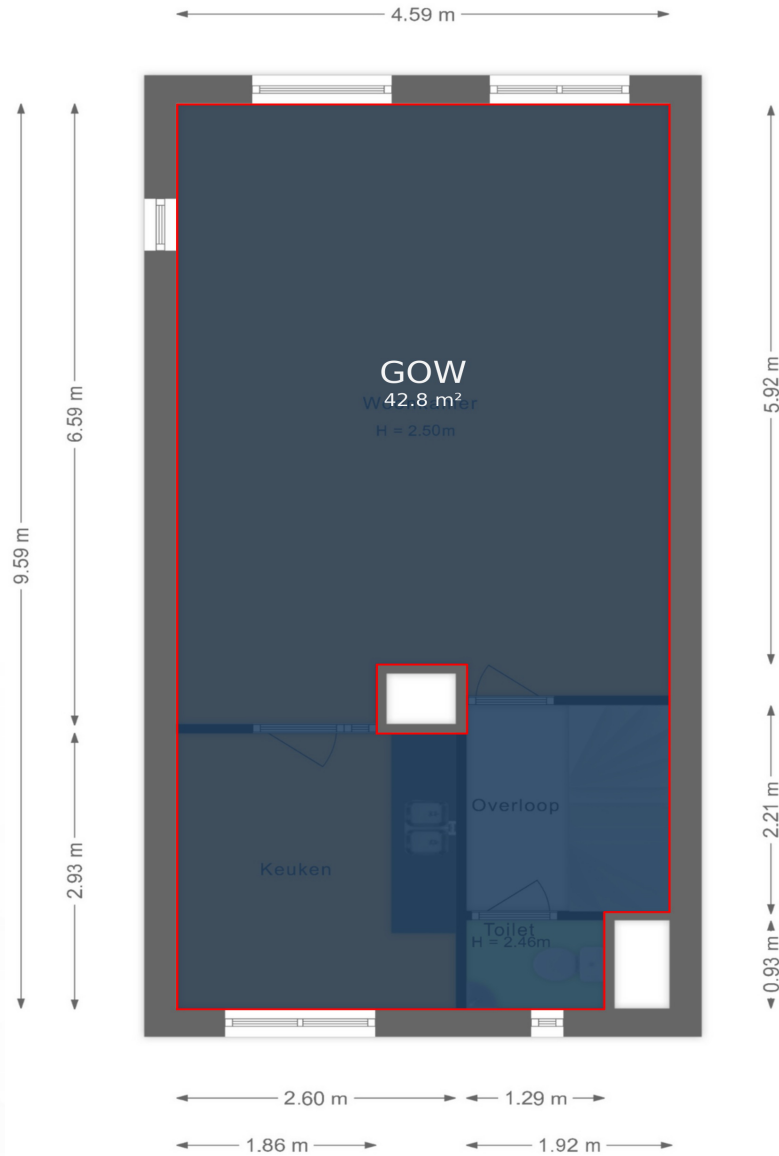 4.59 m
GOW
42.8 m²
Woonkamer
H = 2.50m
6.59 m
5.92 m
9.59 m
Overloop
2.21 m
Keuken
2.93 m
Toilet
H = 2.46m
0.93 m
2.60 m
1.29 m
1.86 m
1.92 m